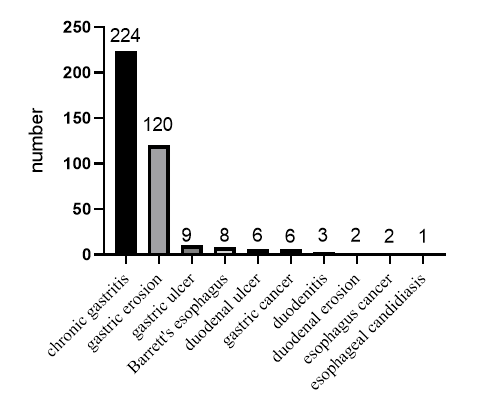 number
250
200
150
100
50
0
224
120
9
8
6
6
3
2
2
1
chronic gastritis
gastric erosion
gastric ulcer
Barrett's esophagus
duodenal ulcer
gastric cancer
duodenitis
duodenal erosion
esophagus cancer
esophageal candidiasis